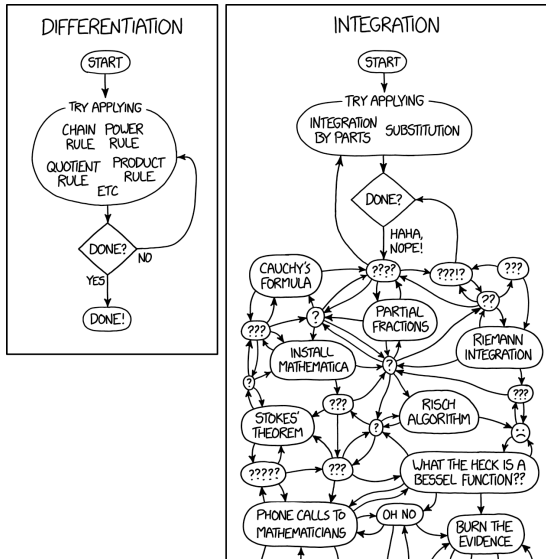 DIFFERENTIATION
START
TRY APPLYING
CHAIN RULE
POWER RULE
QUOTIENT RULE
PRODUCT RULE
ETC
DONE?
NO
YES
DONE!
INTEGRATION
START
TRY APPLYING
INTEGRATION
BY PARTS
SUBSTITUTION
DONE?
HAHA,
NOPE!
CAUCHY'S
FORMULA
????
???!?
???
??
???
?
PARTIAL
FRACTIONS
RIEMANN
INTEGRATION
INSTALL
MATHEMATICA
?
?
???
???
STOKES'
THEOREM
?
RISCH
ALGORITHM
?????
???
WHAT THE HECK IS A
BESSEL FUNCTION??
PHONE CALLS TO
MATHEMATICIANS
OH NO
BURN THE
EVIDENCE